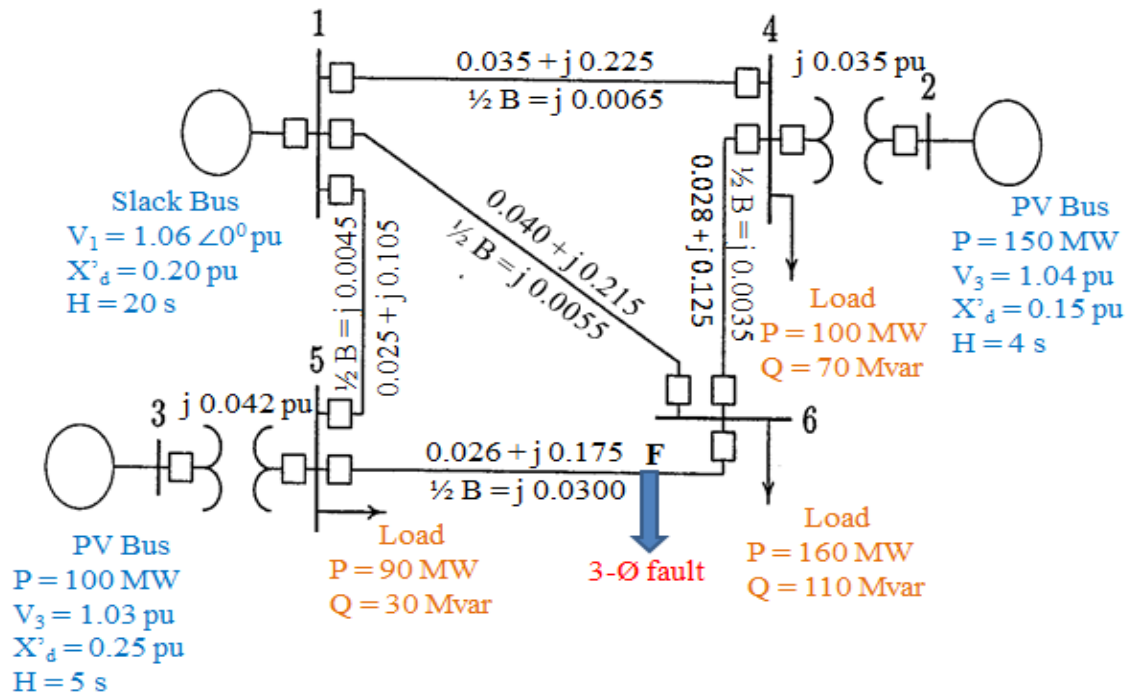 1
0.035 + j 0.225
½ B = j 0.0065
4
j 0.035 pu
2
Slack Bus
V₁ = 1.06 ∠0⁰ pu
X'd = 0.20 pu
H = 20 s
0.040 + j 0.215
½ B = j 0.0055
½ B = j 0.0045
0.025 + j 0.105
½ B = j 0.0035
0.028 + j 0.125
PV Bus
P = 150 MW
V₃ = 1.04 pu
X'd = 0.15 pu
H = 4 s
Load
P = 100 MW
Q = 70 Mvar
5
3
j 0.042 pu
6
0.026 + j 0.175
F
½ B = j 0.0300
3-Ø fault
Load
P = 90 MW
Q = 30 Mvar
Load
P = 160 MW
Q = 110 Mvar
PV Bus
P = 100 MW
V₃ = 1.03 pu
X'd = 0.25 pu
H = 5 s